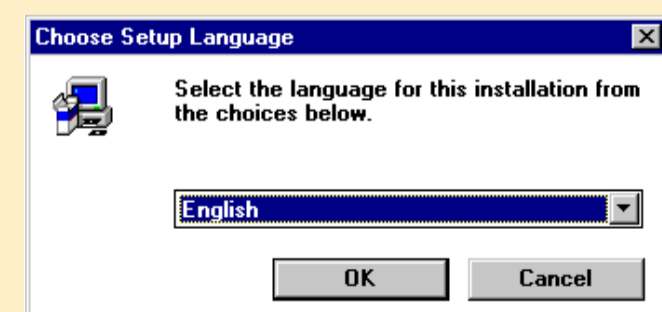 Choose Setup Language
Select the language for this installation from
the choices below.
English
OK
Cancel